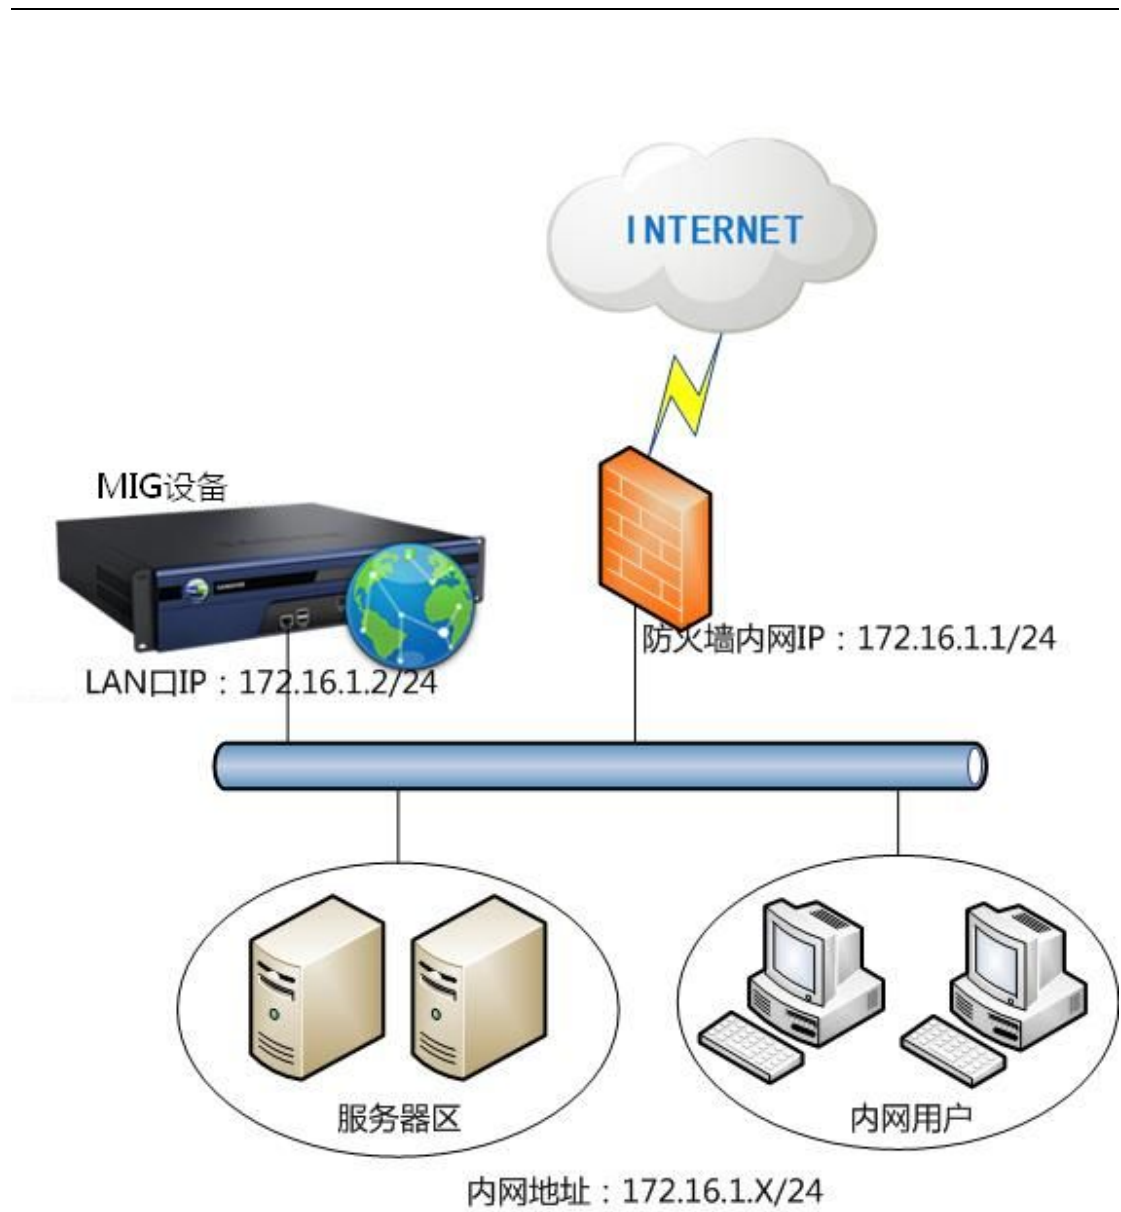 INTERNET
MIG设备
防火墙内网IP：172.16.1.1/24
LAN口IP：172.16.1.2/24
服务器区
内网用户
内网地址：172.16.1.X/24